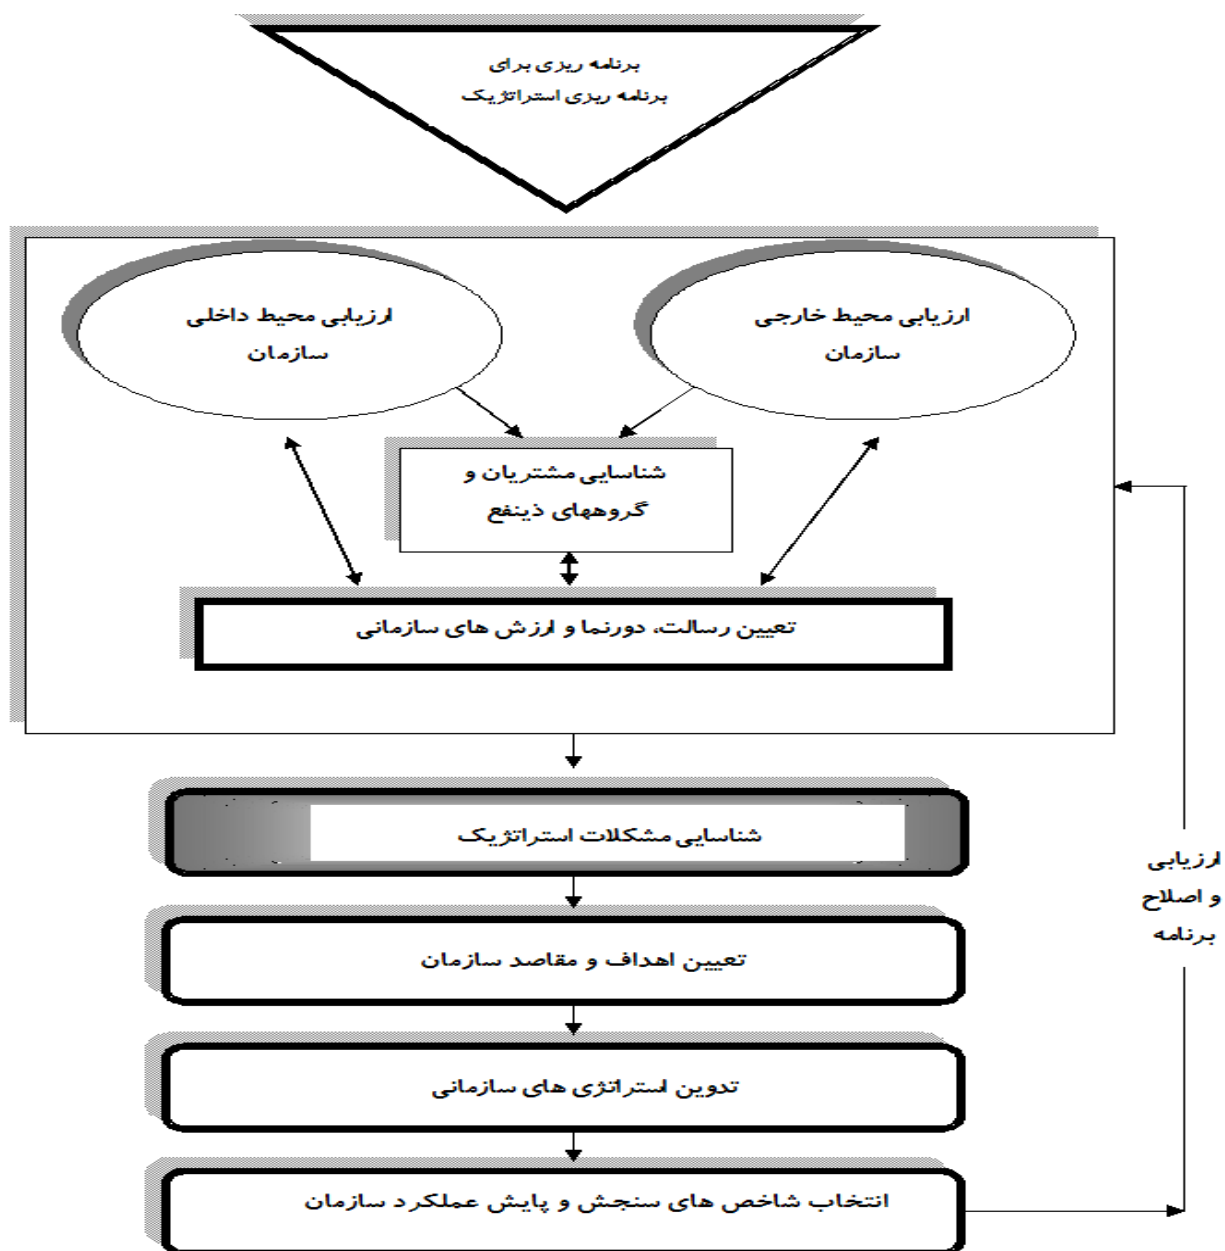 برنامه ریزی برای
برنامه ریزی استراتژیک
ارزیابی محیط خارجی
سازمان
ارزیابی محیط داخلی
سازمان
شناسایی مشتریان و
گروههای ذینفع
تعیین رسالت، دورنما و ارزش های سازمانی
شناسایی مشکلات استراتژیک
تعیین اهداف و مقاصد سازمان
تدوین استراتژی های سازمانی
انتخاب شاخص های سنجش و پایش عملکرد سازمان
ارزیابی
و اصلاح
برنامه